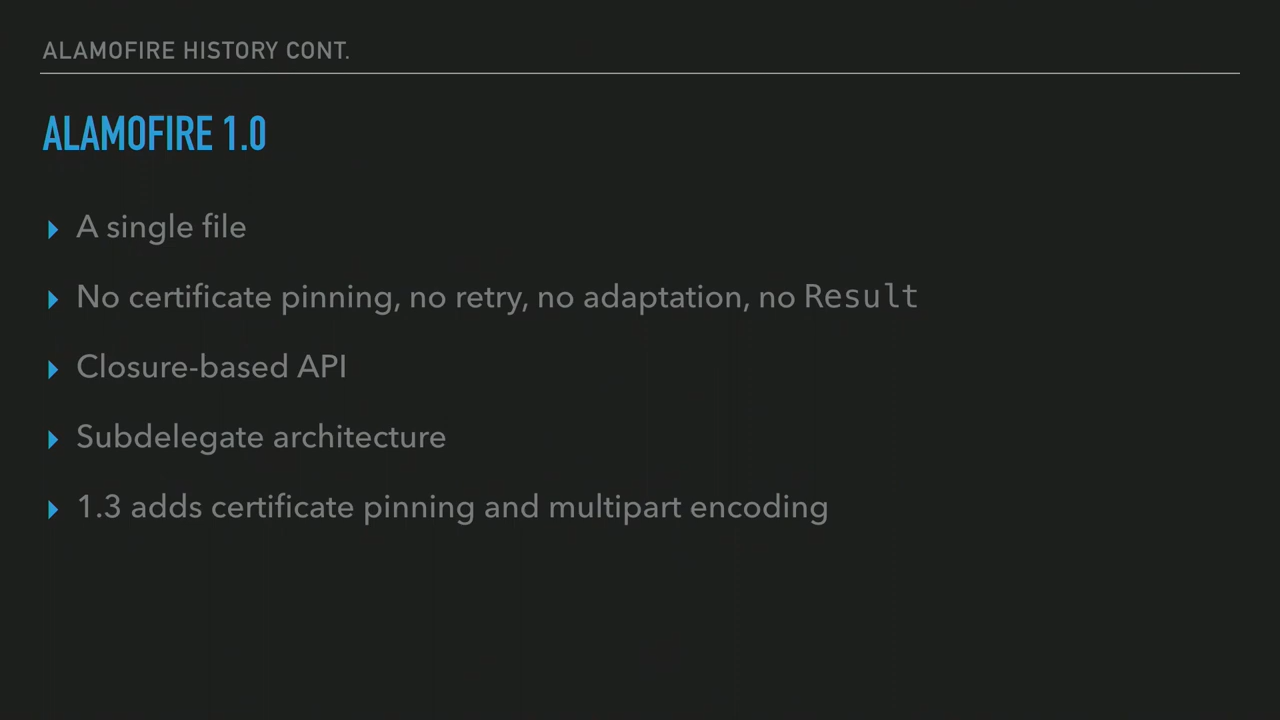 ALAMOFIRE HISTORY CONT.
ALAMOFIRE 1.0
A single file
No certificate pinning, no retry, no adaptation, no Result
Closure-based API
Subdelegate architecture
1.3 adds certificate pinning and multipart encoding